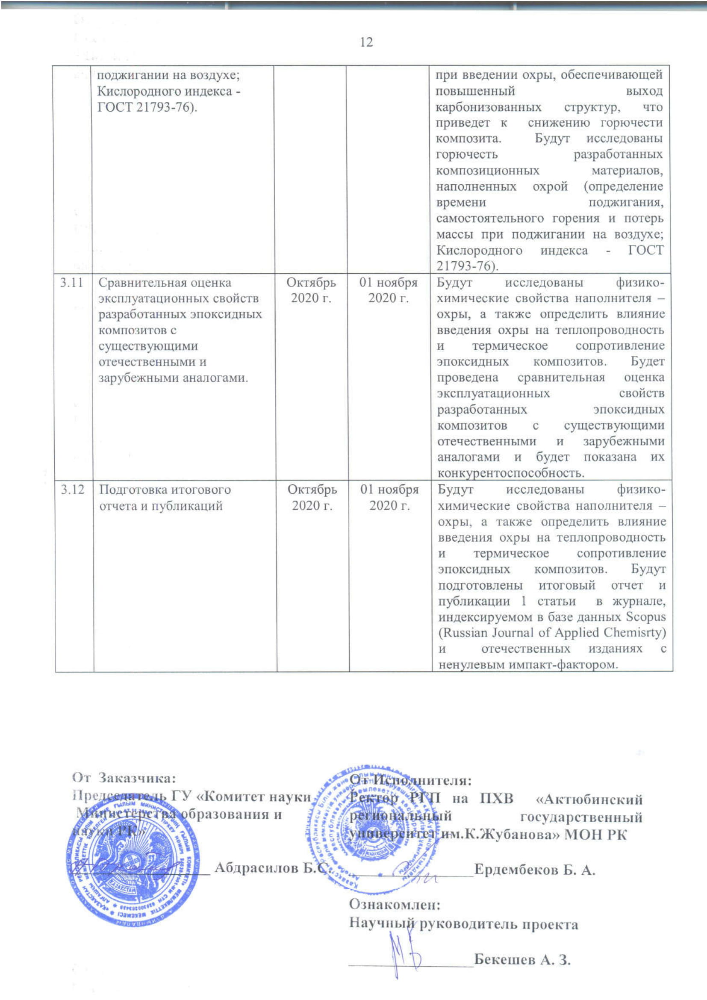 12
поджигании на воздухе;
Кислородного индекса -
ГОСТ 21793-76).
при введении охры, обеспечивающей
повышенный выход
карбонизованных структур, что
приведет к снижению горючести
композита. Будут исследованы
горючесть разработанных
композиционных материалов,
наполненных охрой (определение
времени поджигания,
самостоятельного горения и потерь
массы при поджигании на воздухе;
Кислородного индекса - ГОСТ
21793-76).
3.11
Сравнительная оценка
эксплуатационных свойств
разработанных эпоксидных
композитов с
существующими
отечественными и
зарубежными аналогами.
Октябрь
2020 г.
01 ноября
2020 г.
Будут исследованы физико-
химические свойства наполнителя –
охры, а также определить влияние
введения охры на теплопроводность
и термическое сопротивление
эпоксидных композитов. Будет
проведена сравнительная оценка
эксплуатационных свойств
разработанных эпоксидных
композитов с существующими
отечественными и зарубежными
аналогами и будет показана их
конкурентоспособность.
3.12
Подготовка итогового
отчета и публикаций
Октябрь
2020 г.
01 ноября
2020 г.
Будут исследованы физико-
химические свойства наполнителя –
охры, а также определить влияние
введения охры на теплопроводность
и термическое сопротивление
эпоксидных композитов. Будут
подготовлены итоговый отчет и
публикации 1 статьи в журнале,
индексируемом в базе данных Scopus
(Russian Journal of Applied Chemisrty)
и отечественных изданиях с
ненулевым импакт-фактором.
От Заказчика:
Председатель ГУ «Комитет науки
Министерства образования и
науки РК»
Абдрасилов Б.С.
От Исполнителя:
Ректор РГП на ПХВ «Актюбинский
региональный государственный
университет им.К.Жубанова» МОН РК
Ердембеков Б. А.
Ознакомлен:
Научный руководитель проекта
Бекешев А. З.
ҚАЗАҚСТАН